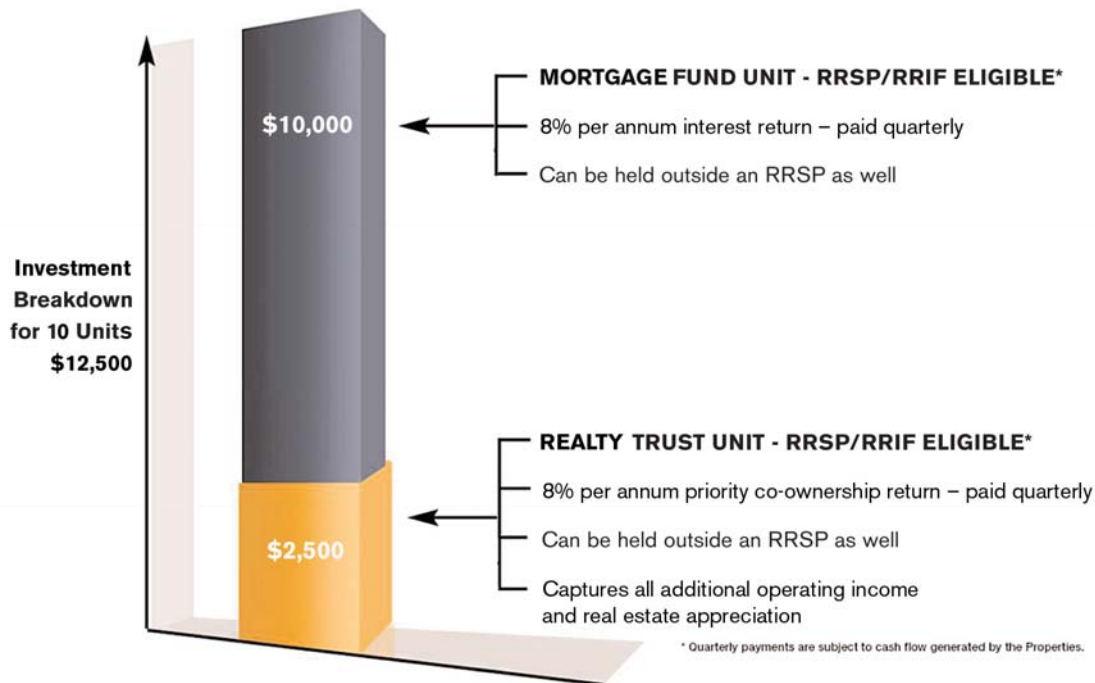 $10,000
MORTGAGE FUND UNIT - RRSP/RRIF ELIGIBLE*
8% per annum interest return – paid quarterly
Can be held outside an RRSP as well
Investment
Breakdown
for 10 Units
$12,500
$2,500
REALTY TRUST UNIT - RRSP/RRIF ELIGIBLE*
8% per annum priority co-ownership return – paid quarterly
Can be held outside an RRSP as well
Captures all additional operating income
and real estate appreciation
* Quarterly payments are subject to cash flow generated by the Properties.